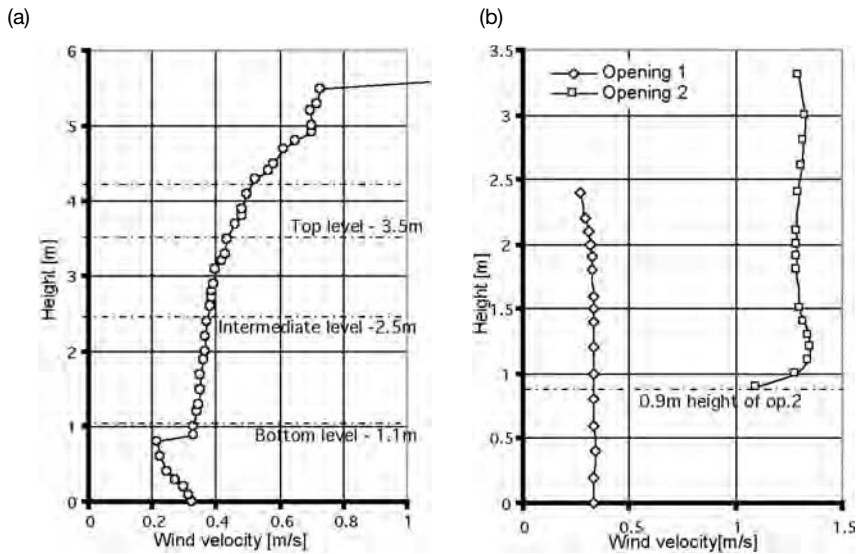 (a)
Height [m]
6
5
4
3
2
1
0
Top level - 3.5m
Intermediate level -2.5m
Bottom level - 1.1m
0
0.2
0.4
0.6
0.8
1
Wind velocity [m/s]
(b)
Height [m]
3.5
3
2.5
2
1.5
1
0.5
0
Opening 1
Opening 2
0.9m height of op.2
0
0.5
1
1.5
Wind velocity[m/s]